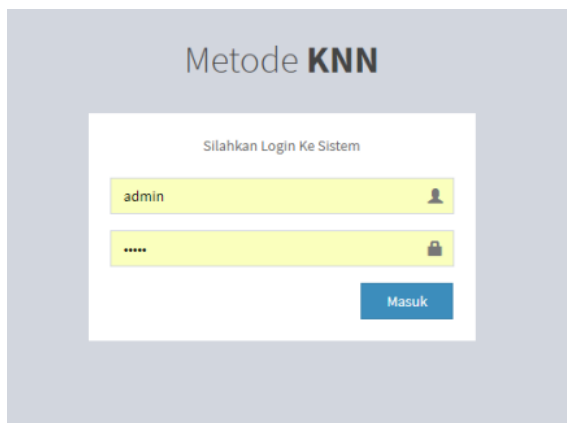 Metode KNN
Silahkan Login Ke Sistem
admin
•••••
Masuk